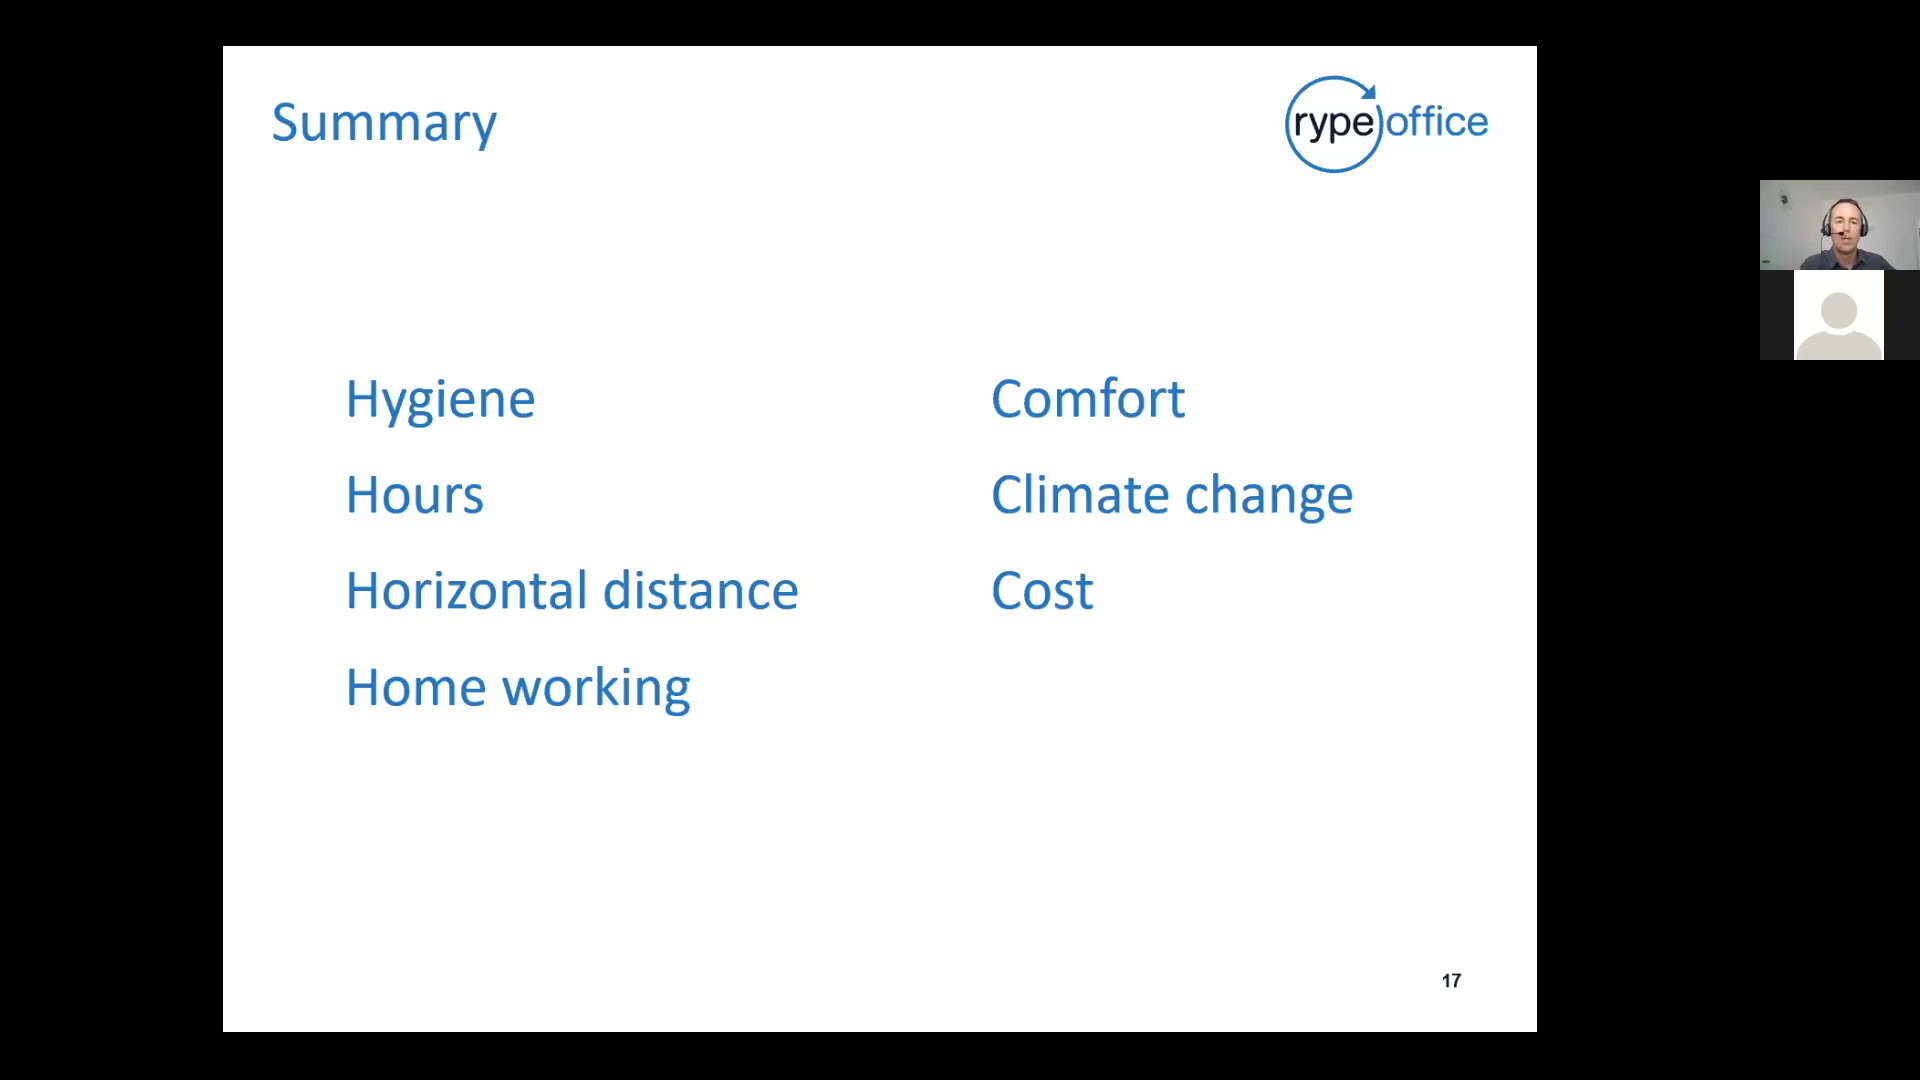 Summary
rype office
Hygiene
Hours
Horizontal distance
Home working
Comfort
Climate change
Cost
17